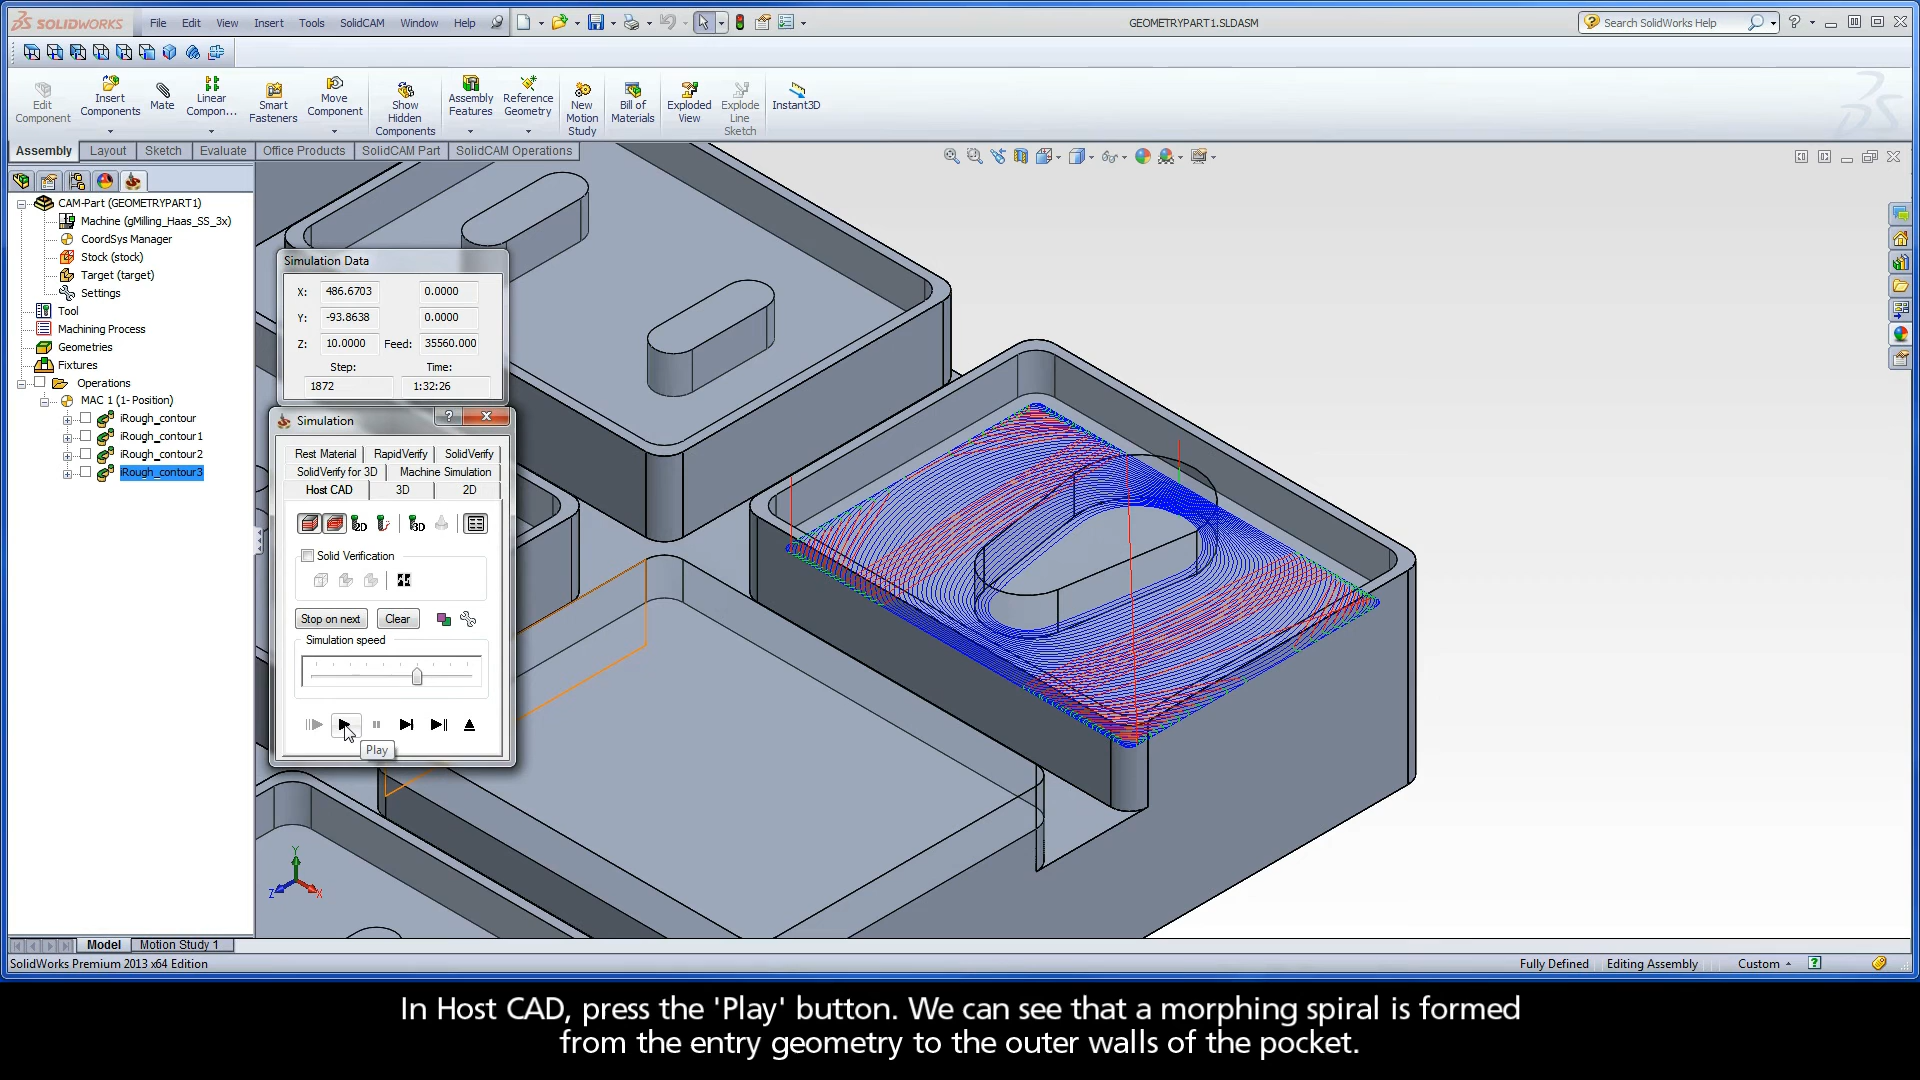 SOLIDWORKS
File Edit View Insert Tools SolidCAM Window Help
GEOMETRYPART1.SLDASM
Search SolidWorks Help
Edit Component
Insert Components
Mate
Linear Compon...
Smart Fasteners
Move Component
Show Hidden Components
Assembly Features
Reference Geometry
New Motion Study
Bill of Materials
Exploded View
Explode Line Sketch
Instant3D
Assembly Layout Sketch Evaluate Office Products SolidCAM Part SolidCAM Operations
CAM-Part (GEOMETRYPART1)
Machine (gMilling_Haas_SS_3x)
CoordSys Manager
Stock (stock)
Target (target)
Settings
Tool
Machining Process
Geometries
Fixtures
Operations
MAC 1 (1- Position)
iRough_contour
iRough_contour1
iRough_contour2
iRough_contour3
Simulation Data
X: 486.6703 0.0000
Y: -93.8638 0.0000
Z: 10.0000 Feed: 35560.000
Step: Time:
1872 1:32:26
Simulation
Rest Material RapidVerify SolidVerify
SolidVerify for 3D Machine Simulation
Host CAD 3D 2D
2D 3D
Solid Verification
Stop on next Clear
Simulation speed
Play
Y
Z X
Model Motion Study 1
SolidWorks Premium 2013 x64 Edition
Fully Defined Editing Assembly Custom
In Host CAD, press the 'Play' button. We can see that a morphing spiral is formed
from the entry geometry to the outer walls of the pocket.